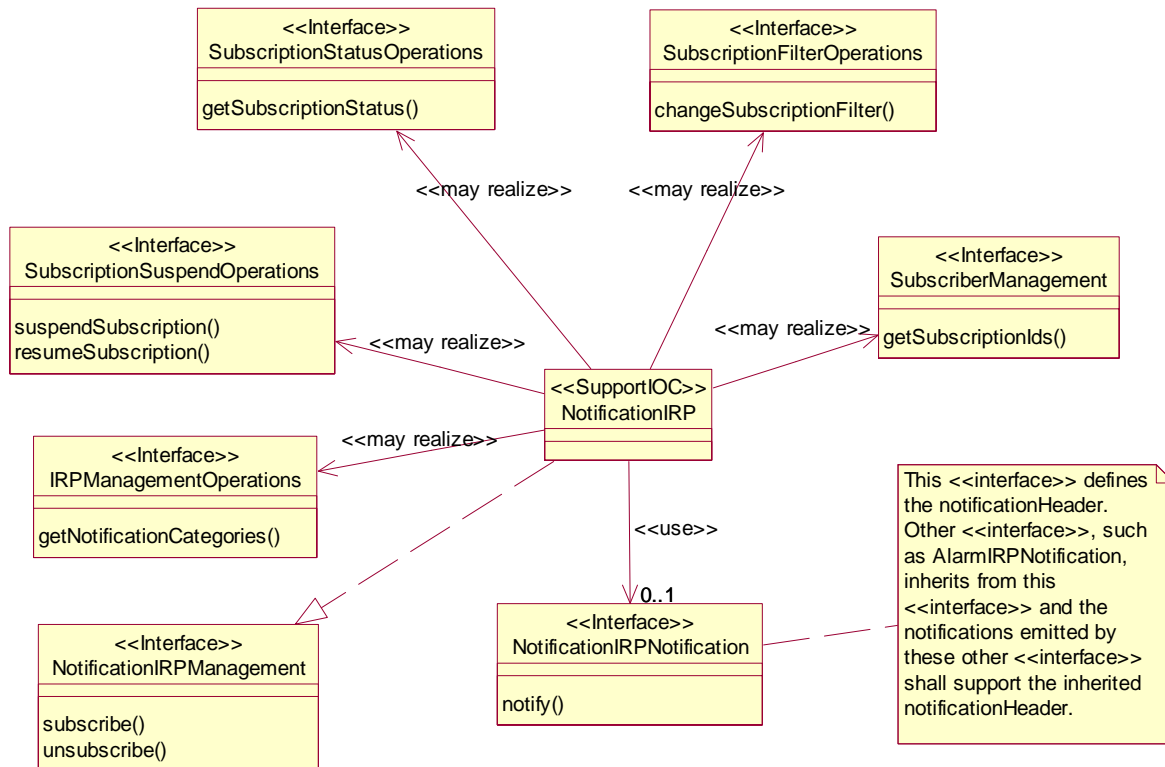 <<Interface>>
SubscriptionStatusOperations
getSubscriptionStatus()
<<Interface>>
SubscriptionFilterOperations
changeSubscriptionFilter()
<<may realize>>
<<may realize>>
<<Interface>>
SubscriptionSuspendOperations
suspendSubscription()
resumeSubscription()
<<Interface>>
SubscriberManagement
getSubscriptionIds()
<<may realize>>
<<may realize>>
<<SupportIOC>>
NotificationIRP
<<may realize>>
<<Interface>>
IRPManagementOperations
getNotificationCategories()
<<use>>
0..1
<<Interface>>
NotificationIRPManagement
subscribe()
unsubscribe()
<<Interface>>
NotificationIRPNotification
notify()
This <<interface>> defines
the notificationHeader.
Other <<interface>>, such
as AlarmIRPNotification,
inherits from this
<<interface>> and the
notifications emitted by
these other <<interface>>
shall support the inherited
notificationHeader.